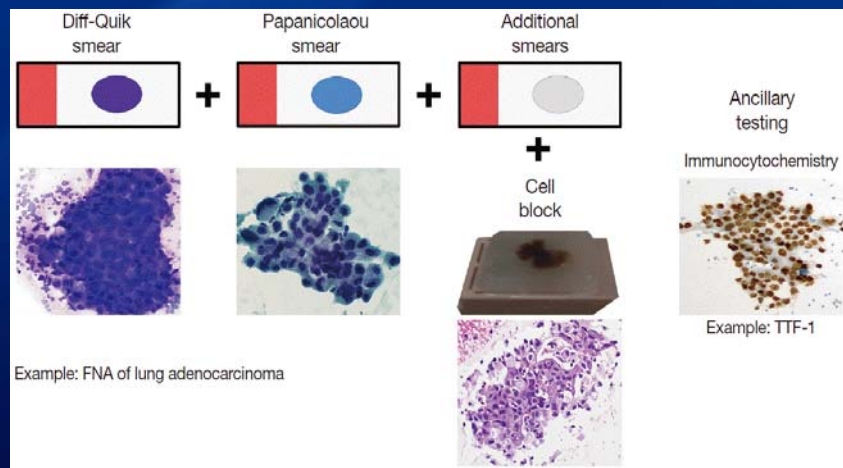 Diff-Quik
smear
Papanicolaou
smear
Additional
smears
+
+
+
Cell
block
Ancillary
testing
Immunocytochemistry
Example: TTF-1
Example: FNA of lung adenocarcinoma